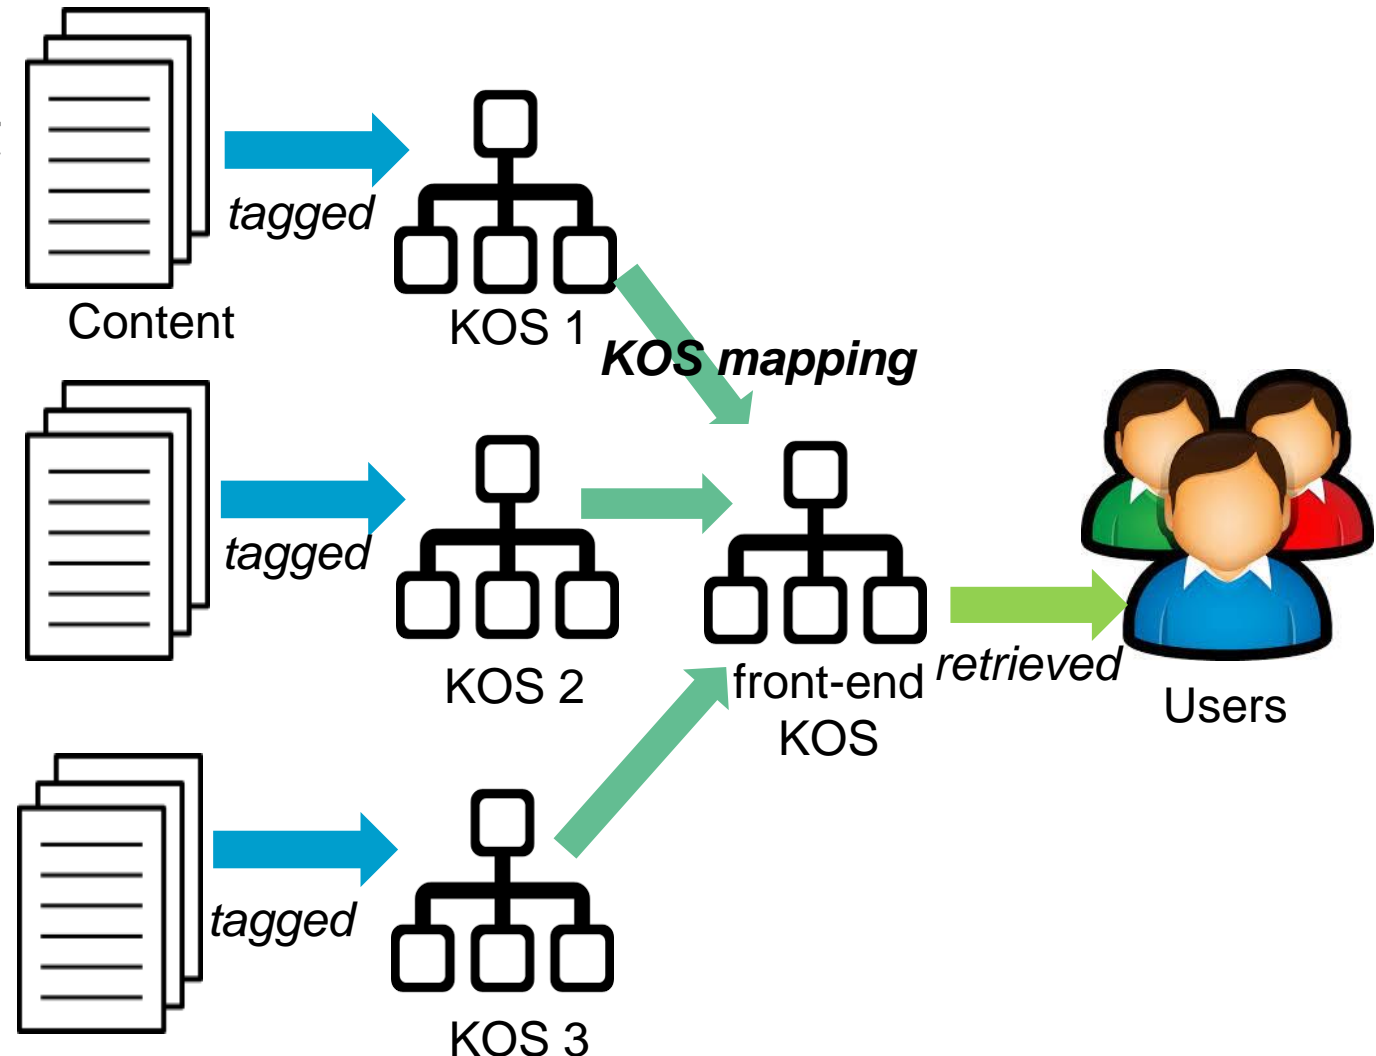 tagged
Content
KOS 1
KOS mapping
tagged
KOS 2
front-end
KOS
retrieved
Users
tagged
KOS 3